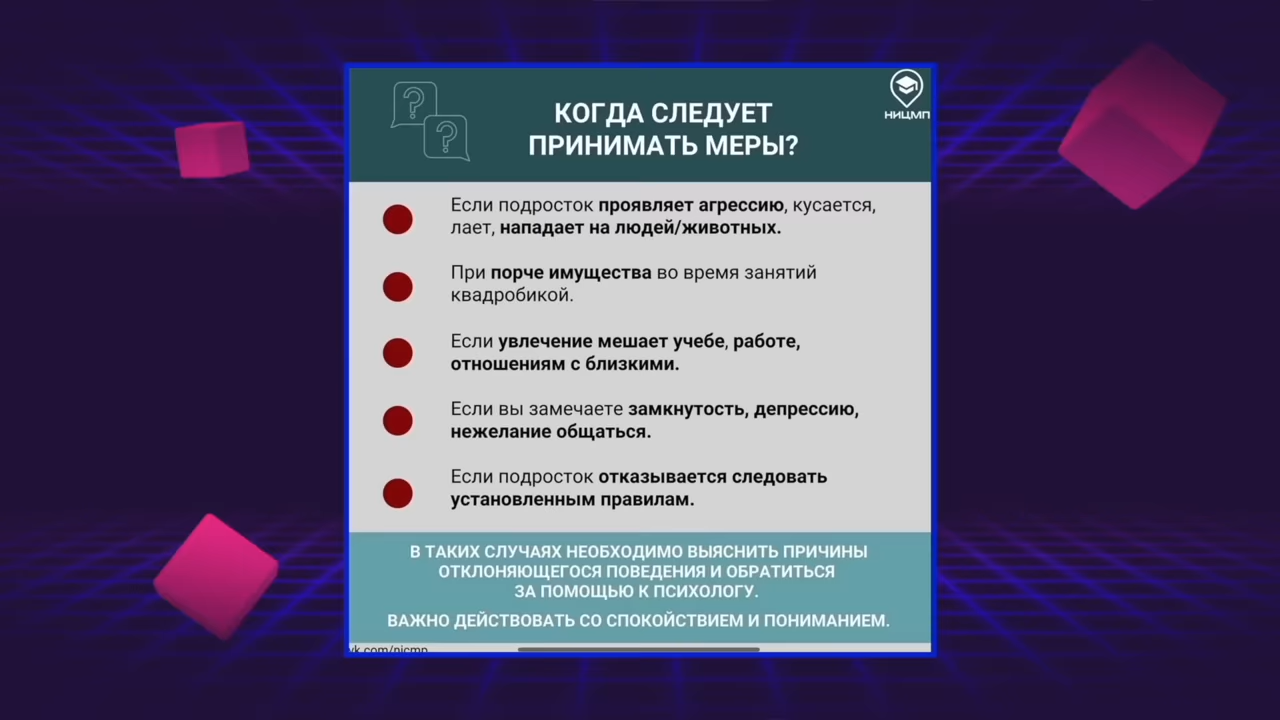 НИЦМП
КОГДА СЛЕДУЕТ
ПРИНИМАТЬ МЕРЫ?
Если подросток проявляет агрессию, кусается,
лает, нападает на людей/животных.
При порче имущества во время занятий
квадробикой.
Если увлечение мешает учебе, работе,
отношениям с близкими.
Если вы замечаете замкнутость, депрессию,
нежелание общаться.
Если подросток отказывается следовать
установленным правилам.
В ТАКИХ СЛУЧАЯХ НЕОБХОДИМО ВЫЯСНИТЬ ПРИЧИНЫ
ОТКЛОНЯЮЩЕГОСЯ ПОВЕДЕНИЯ И ОБРАТИТЬСЯ
ЗА ПОМОЩЬЮ К ПСИХОЛОГУ.
ВАЖНО ДЕЙСТВОВАТЬ СО СПОКОЙСТВИЕМ И ПОНИМАНИЕМ.
vk.com/nicmp